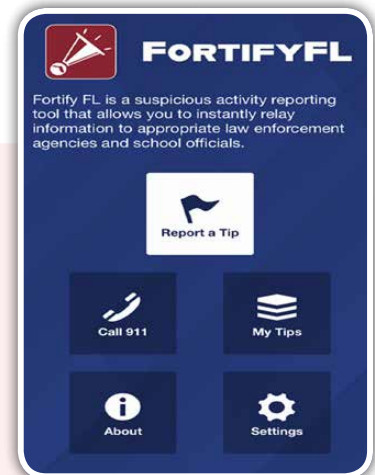 FORTIFYFL
Fortify FL is a suspicious activity reporting
tool that allows you to instantly relay
information to appropriate law enforcement
agencies and school officials.
Report a Tip
Call 911
My Tips
About
Settings